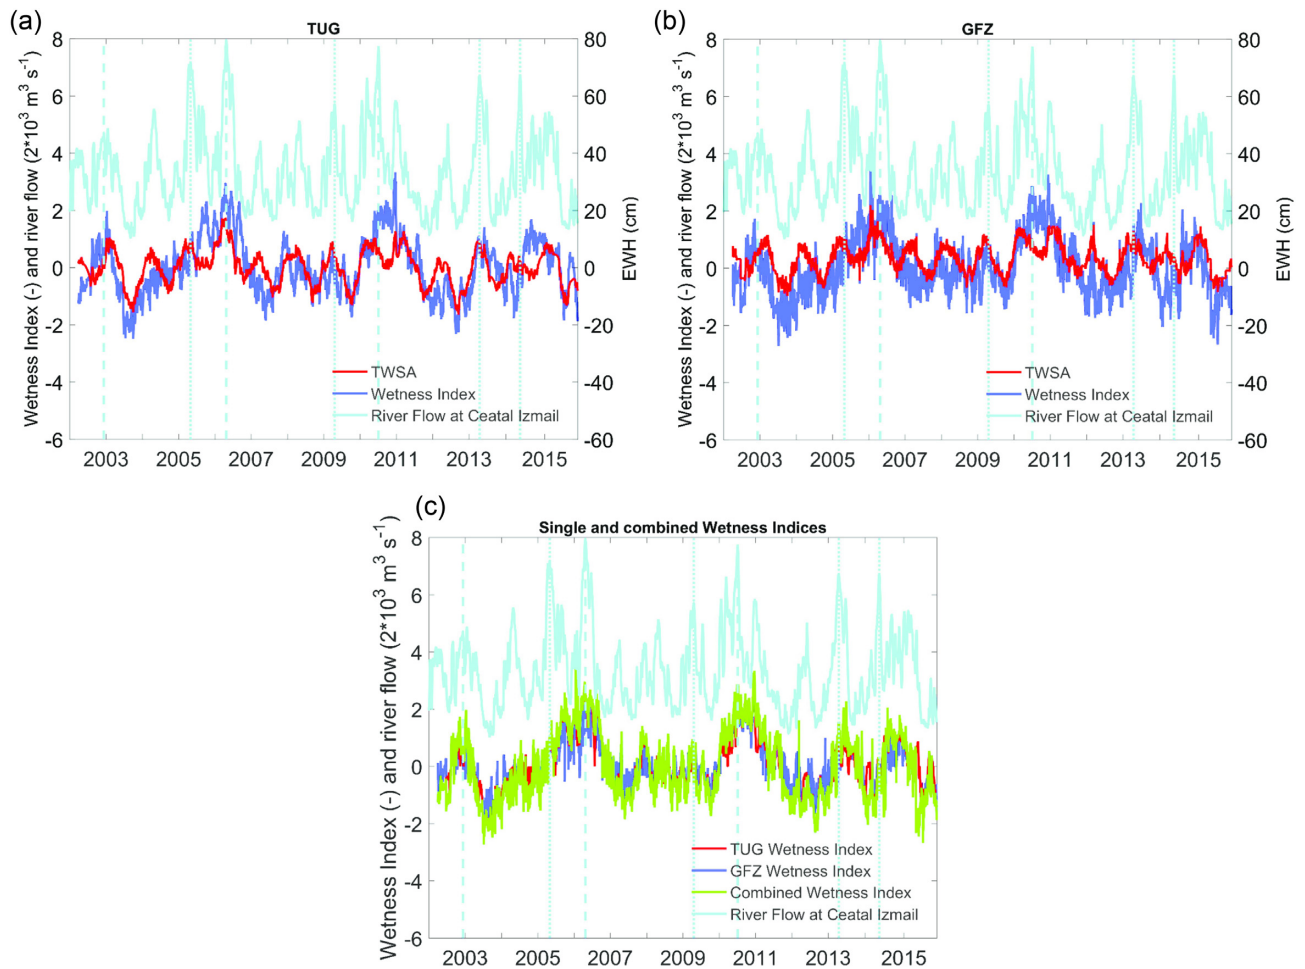 (a)
TUG
Wetness Index (-) and river flow (2*10³ m³ s⁻¹)
8
6
4
2
0
-2
-4
-6
80
60
40
20
0
-20
-40
-60
EWH (cm)
TWSA
Wetness Index
River Flow at Ceatal Izmail
2003 2005 2007 2009 2011 2013 2015
(b)
GFZ
Wetness Index (-) and river flow (2*10³ m³ s⁻¹)
8
6
4
2
0
-2
-4
-6
80
60
40
20
0
-20
-40
-60
EWH (cm)
TWSA
Wetness Index
River Flow at Ceatal Izmail
2003 2005 2007 2009 2011 2013 2015
(c)
Single and combined Wetness Indices
Wetness Index (-) and river flow (2*10³ m³ s⁻¹)
8
6
4
2
0
-2
-4
-6
TUG Wetness Index
GFZ Wetness Index
Combined Wetness Index
River Flow at Ceatal Izmail
2003 2005 2007 2009 2011 2013 2015